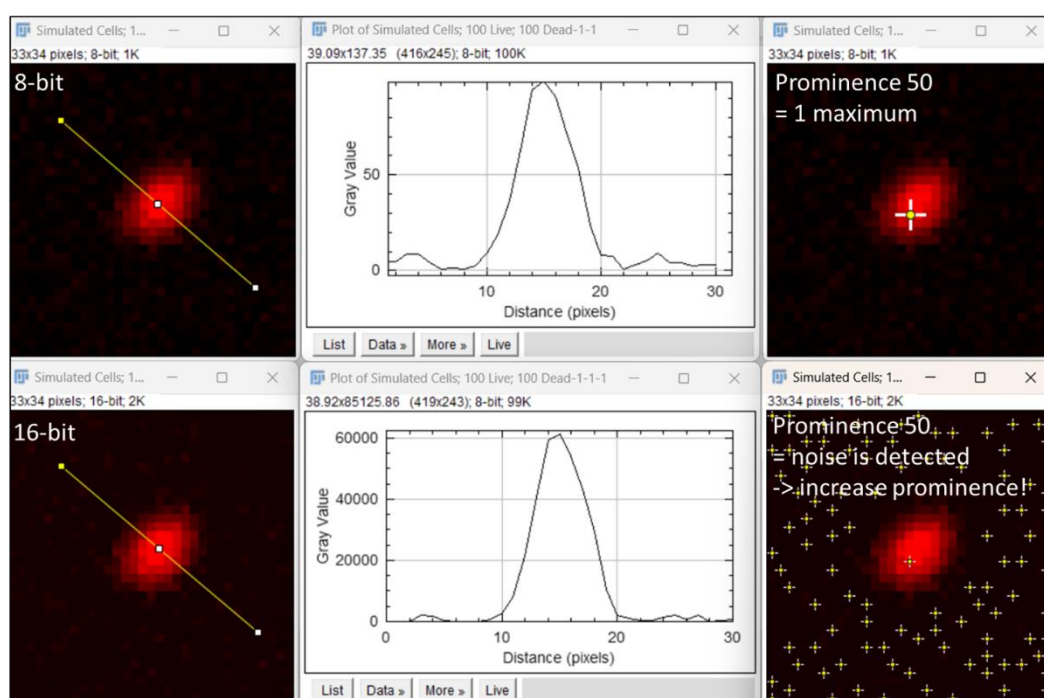 Simulated Cells; 1...
33x34 pixels; 8-bit; 1K
8-bit
Plot of Simulated Cells; 100 Live; 100 Dead-1-1
39.09x137.35 (416x245); 8-bit; 100K
50
0
Gray Value
10
20
30
Distance (pixels)
List
Data »
More »
Live
Simulated Cells; 1...
33x34 pixels; 8-bit; 1K
Prominence 50
= 1 maximum
Simulated Cells; 1...
33x34 pixels; 16-bit; 2K
16-bit
Plot of Simulated Cells; 100 Live; 100 Dead-1-1-1
38.92x85125.86 (419x243); 8-bit; 99K
60000
40000
20000
0
Gray Value
0
10
20
30
Distance (pixels)
List
Data »
More »
Live
Simulated Cells; 1...
33x34 pixels; 16-bit; 2K
Prominence 50
= noise is detected
-> increase prominence!